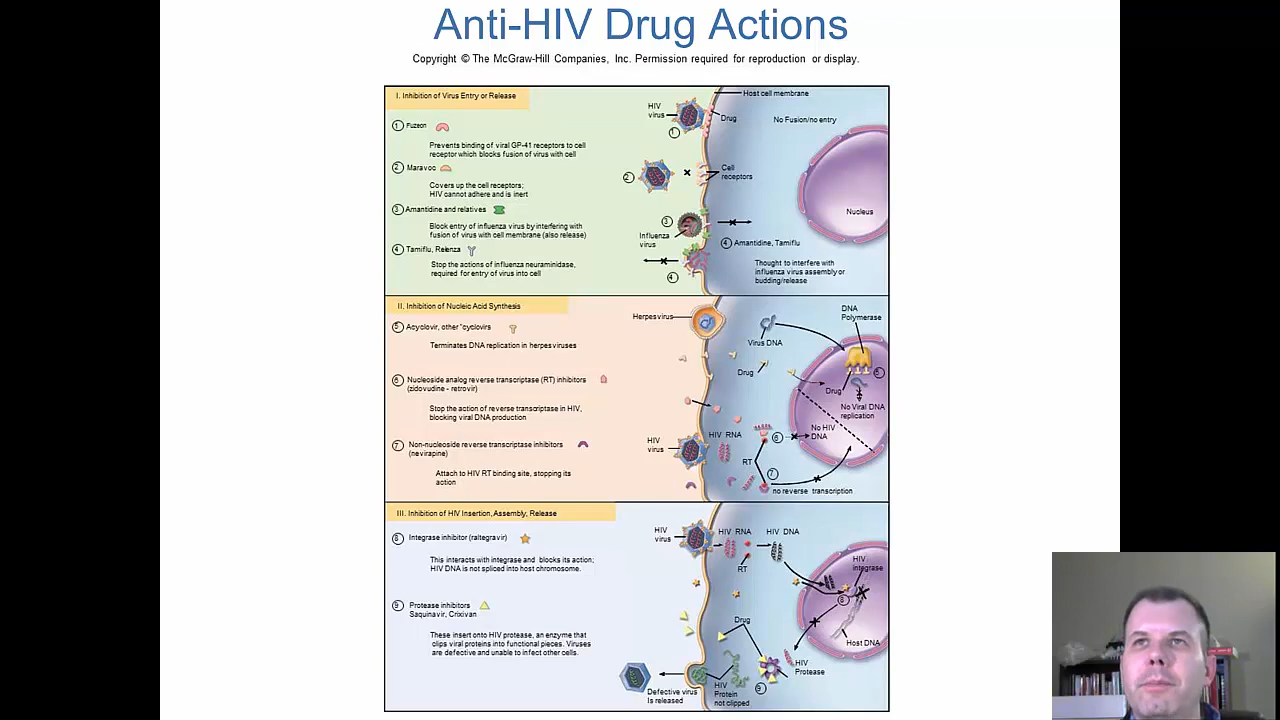 Anti-HIV Drug Actions
Copyright © The McGraw-Hill Companies, Inc. Permission required for reproduction or display.
I. Inhibition of Virus Entry or Release
1 Fuzeon
Prevents binding of viral GP-41 receptors to cell
receptor which blocks fusion of virus with cell
2 Maravoc
Covers up the cell receptors;
HIV cannot adhere and is inert
3 Amantidine and relatives
Block entry of influenza virus by interfering with
fusion of virus with cell membrane (also release)
4 Tamiflu, Relenza
Stop the actions of influenza neuraminidase,
required for entry of virus into cell
Host cell membrane
HIV
virus
Drug
No Fusion/no entry
1
2
Cell
receptors
Nucleus
3
Influenza
virus
4 Amantidine, Tamiflu
Thought to interfere with
influenza virus assembly or
budding/release
4
II. Inhibition of Nucleic Acid Synthesis
5 Acyclovir, other "cyclovirs
Terminates DNA replication in herpesviruses
6 Nucleoside analog reverse transcriptase (RT) inhibitors
(zidovudine - retrovir)
Stop the action of reverse transcriptase in HIV,
blocking viral DNA production
7 Non-nucleoside reverse transcriptase inhibitors
(nevirapine)
Attach to HIV RT binding site, stopping its
action
Herpesvirus
Virus DNA
DNA
Polymerase
Drug
5
Drug
No Viral DNA
replication
HIV
virus
HIV RNA
6
No HIV
DNA
RT
7
no reverse transcription
III. Inhibition of HIV Insertion, Assembly, Release
8 Integrase inhibitor (raltegravir)
This interacts with integrase and blocks its action;
HIV DNA is not spliced into host chromosome.
9 Protease inhibitors
Saquinavir, Crixivan
These insert onto HIV protease, an enzyme that
clips viral proteins into functional pieces. Viruses
are defective and unable to infect other cells.
HIV
virus
HIV RNA
HIV DNA
RT
HIV
integrase
8
Drug
Host DNA
HIV
Protease
9
HIV
Protein
not clipped
Defective virus
Is released